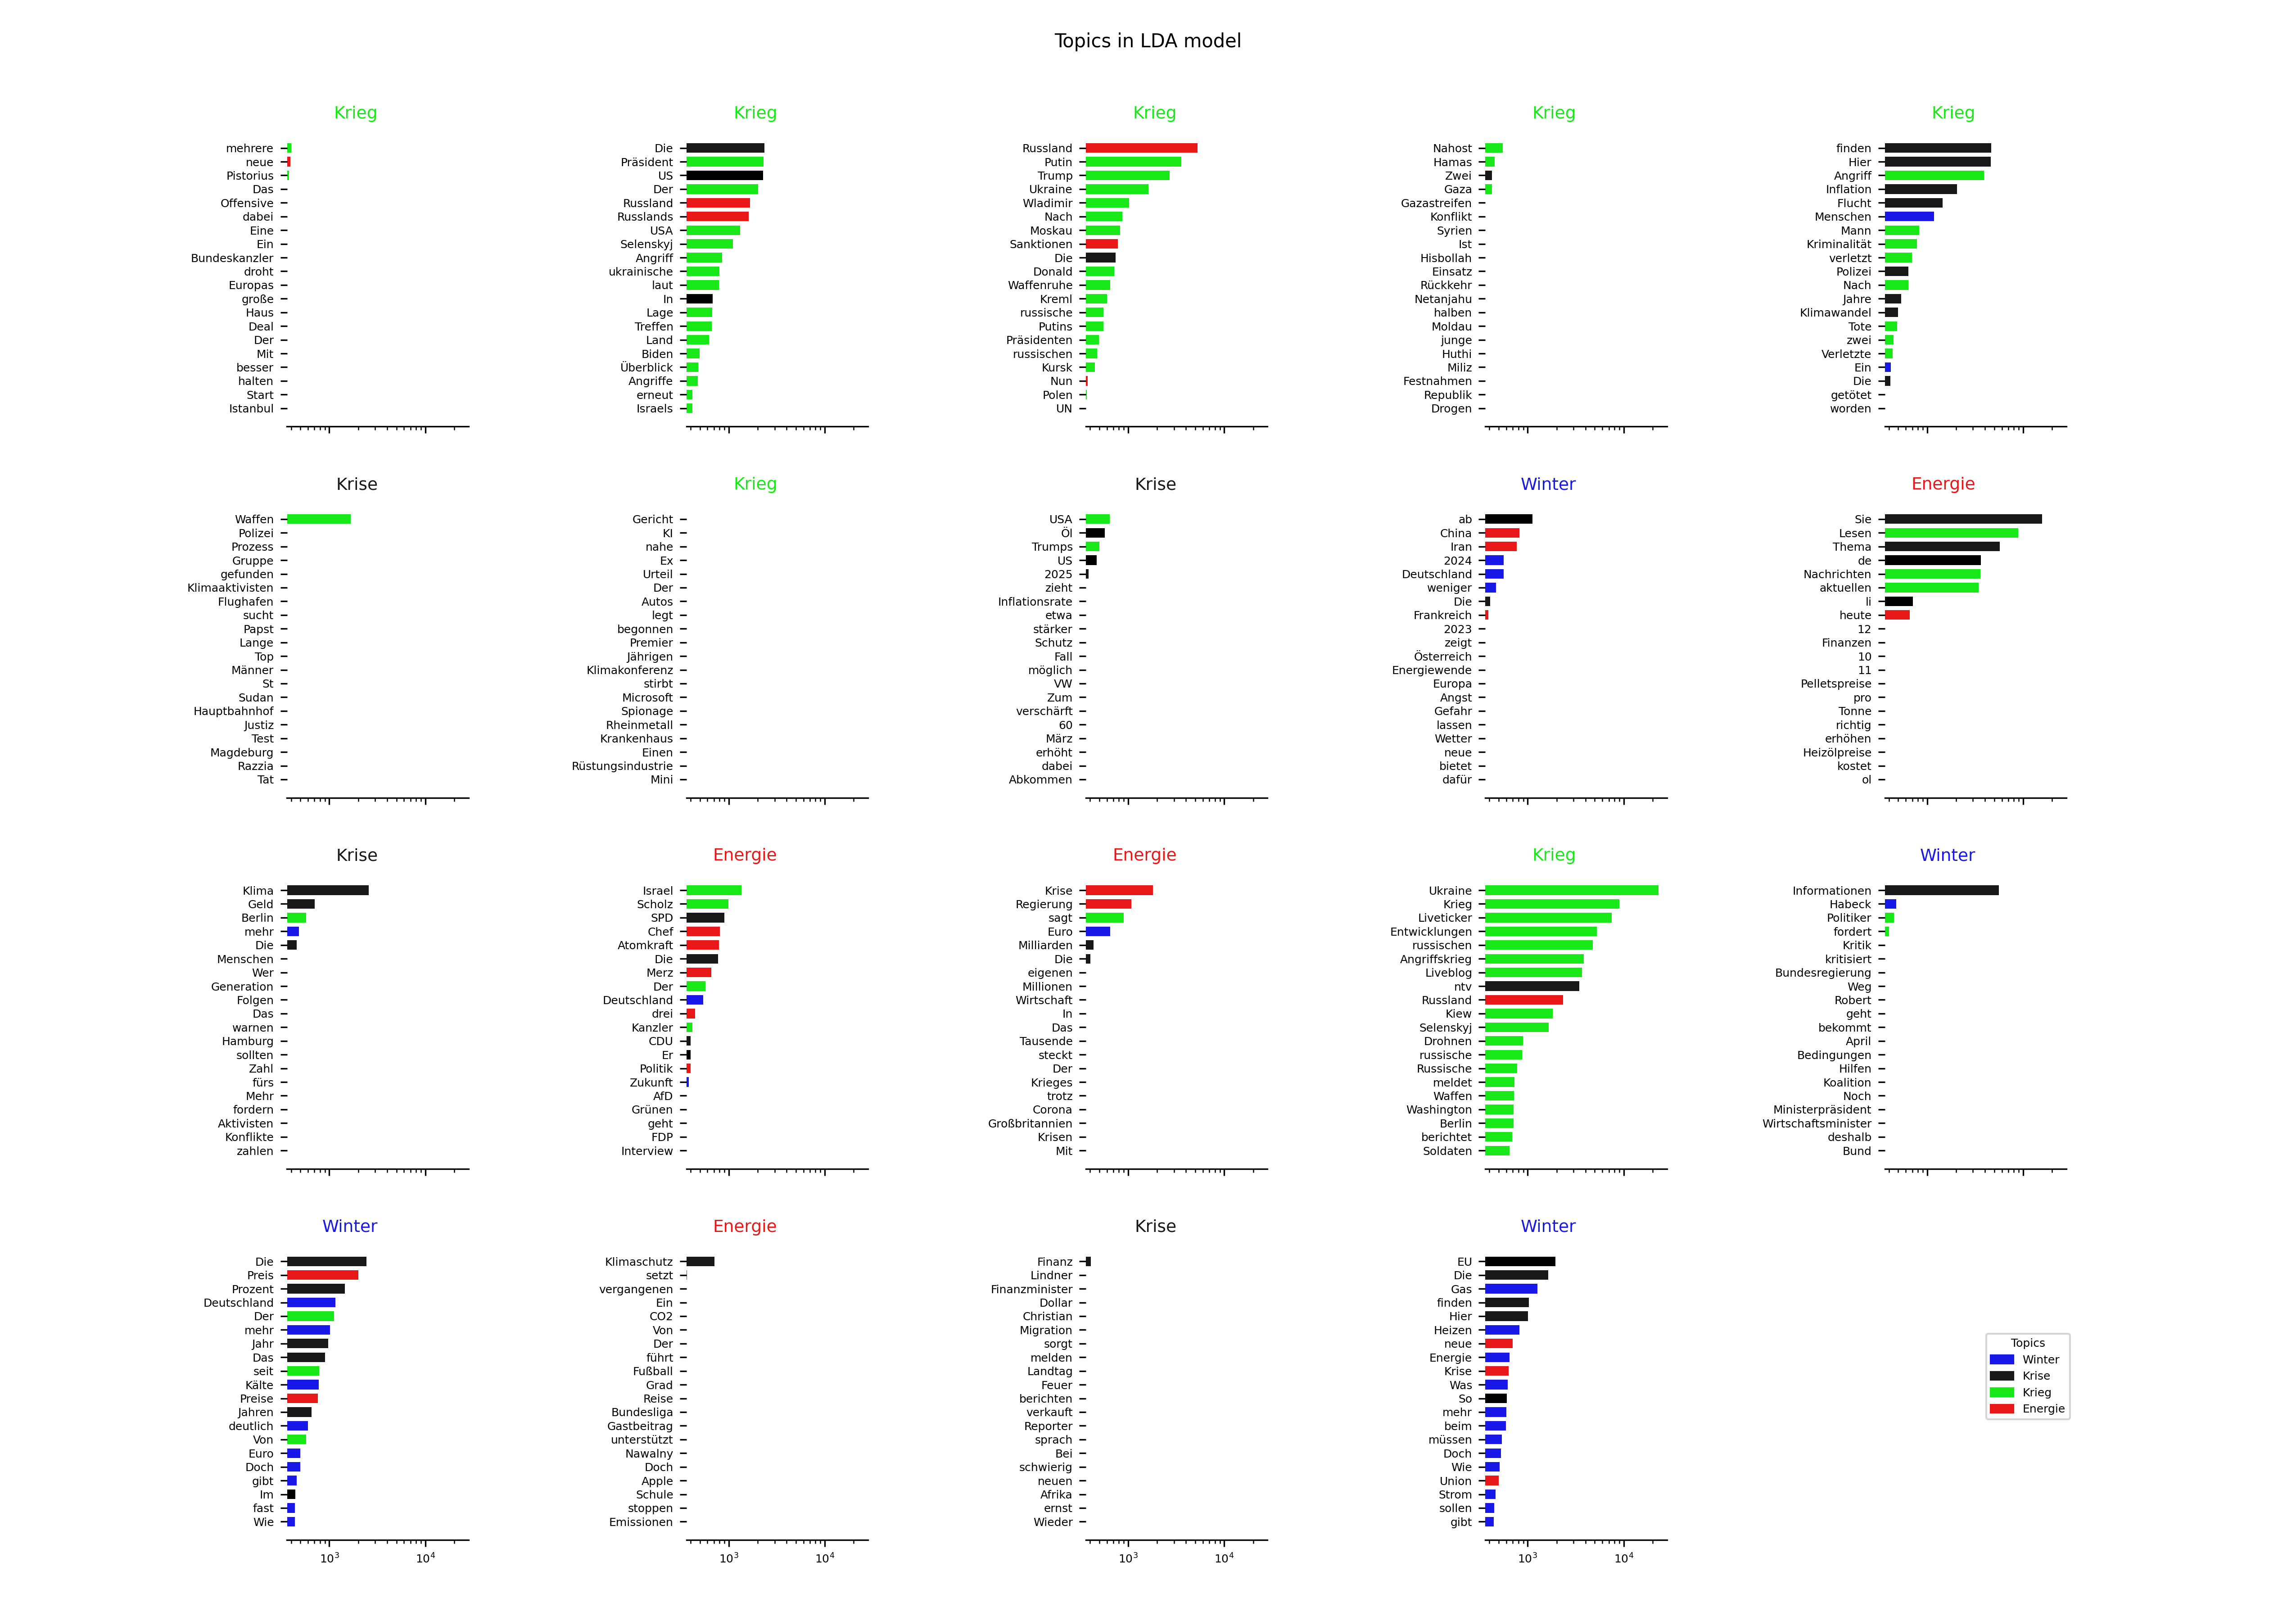 Topics in LDA model
Krieg
mehrere
neue
Pistorius
Das
Offensive
dabei
Eine
Ein
Bundeskanzler
droht
Europas
große
Haus
Deal
Der
Mit
besser
halten
Start
Istanbul
Krieg
Die
Präsident
US
Der
Russland
Russlands
USA
Selenskyj
Angriff
ukrainische
laut
In
Lage
Treffen
Land
Biden
Überblick
Angriffe
erneut
Israels
Krieg
Russland
Putin
Trump
Ukraine
Wladimir
Nach
Moskau
Sanktionen
Die
Donald
Waffenruhe
Kreml
russische
Putins
Präsidenten
russischen
Kursk
Nun
Polen
UN
Krieg
Nahost
Hamas
Zwei
Gaza
Gazastreifen
Konflikt
Syrien
Ist
Hisbollah
Einsatz
Rückkehr
Netanjahu
halben
Moldau
junge
Huthi
Miliz
Festnahmen
Republik
Drogen
Krieg
finden
Hier
Angriff
Inflation
Flucht
Menschen
Mann
Kriminalität
verletzt
Polizei
Nach
Jahre
Klimawandel
Tote
zwei
Verletzte
Ein
Die
getötet
worden
Krise
Waffen
Polizei
Prozess
Gruppe
gefunden
Klimaaktivisten
Flughafen
sucht
Papst
Lange
Top
Männer
St
Sudan
Hauptbahnhof
Justiz
Test
Magdeburg
Razzia
Tat
Krieg
Gericht
KI
nahe
Ex
Urteil
Der
Autos
legt
begonnen
Premier
Jährigen
Klimakonferenz
stirbt
Microsoft
Spionage
Rheinmetall
Krankenhaus
Einen
Rüstungsindustrie
Mini
Krise
USA
Öl
Trumps
US
2025
zieht
Inflationsrate
etwa
stärker
Schutz
Fall
möglich
VW
Zum
verschärft
60
März
erhöht
dabei
Abkommen
Winter
ab
China
Iran
2024
Deutschland
weniger
Die
Frankreich
2023
zeigt
Österreich
Energiewende
Europa
Angst
Gefahr
lassen
Wetter
neue
bietet
dafür
Energie
Sie
Lesen
Thema
de
Nachrichten
aktuellen
li
heute
12
Finanzen
10
11
Pelletspreise
pro
Tonne
richtig
erhöhen
Heizölpreise
kostet
ol
Krise
Klima
Geld
Berlin
mehr
Die
Menschen
Wer
Generation
Folgen
Das
warnen
Hamburg
sollten
Zahl
fürs
Mehr
fordern
Aktivisten
Konflikte
zahlen
Energie
Israel
Scholz
SPD
Chef
Atomkraft
Die
Merz
Der
Deutschland
drei
Kanzler
CDU
Er
Politik
Zukunft
AfD
Grünen
geht
FDP
Interview
Energie
Krise
Regierung
sagt
Euro
Milliarden
Die
eigenen
Millionen
Wirtschaft
In
Das
Tausende
steckt
Der
Krieges
trotz
Corona
Großbritannien
Krisen
Mit
Krieg
Ukraine
Krieg
Liveticker
Entwicklungen
russischen
Angriffskrieg
Liveblog
ntv
Russland
Kiew
Selenskyj
Drohnen
russische
Russische
meldet
Waffen
Washington
Berlin
berichtet
Soldaten
Winter
Informationen
Habeck
Politiker
fordert
Kritik
kritisiert
Bundesregierung
Weg
Robert
geht
bekommt
April
Bedingungen
Hilfen
Koalition
Noch
Ministerpräsident
Wirtschaftsminister
deshalb
Bund
Winter
Die
Preis
Prozent
Deutschland
Der
mehr
Jahr
Das
seit
Kälte
Preise
Jahren
deutlich
Von
Euro
Doch
gibt
Im
fast
Wie
10³ 10⁴
Energie
Klimaschutz
setzt
vergangenen
Ein
CO2
Von
Der
führt
Fußball
Grad
Reise
Bundesliga
Gastbeitrag
unterstützt
Nawalny
Doch
Apple
Schule
stoppen
Emissionen
10³ 10⁴
Krise
Finanz
Lindner
Finanzminister
Dollar
Christian
Migration
sorgt
melden
Landtag
Feuer
berichten
verkauft
Reporter
sprach
Bei
schwierig
neuen
Afrika
ernst
Wieder
10³ 10⁴
Winter
EU
Die
Gas
finden
Hier
Heizen
neue
Energie
Krise
Was
So
mehr
beim
müssen
Doch
Wie
Union
Strom
sollen
gibt
10³ 10⁴
Topics
Winter
Krise
Krieg
Energie